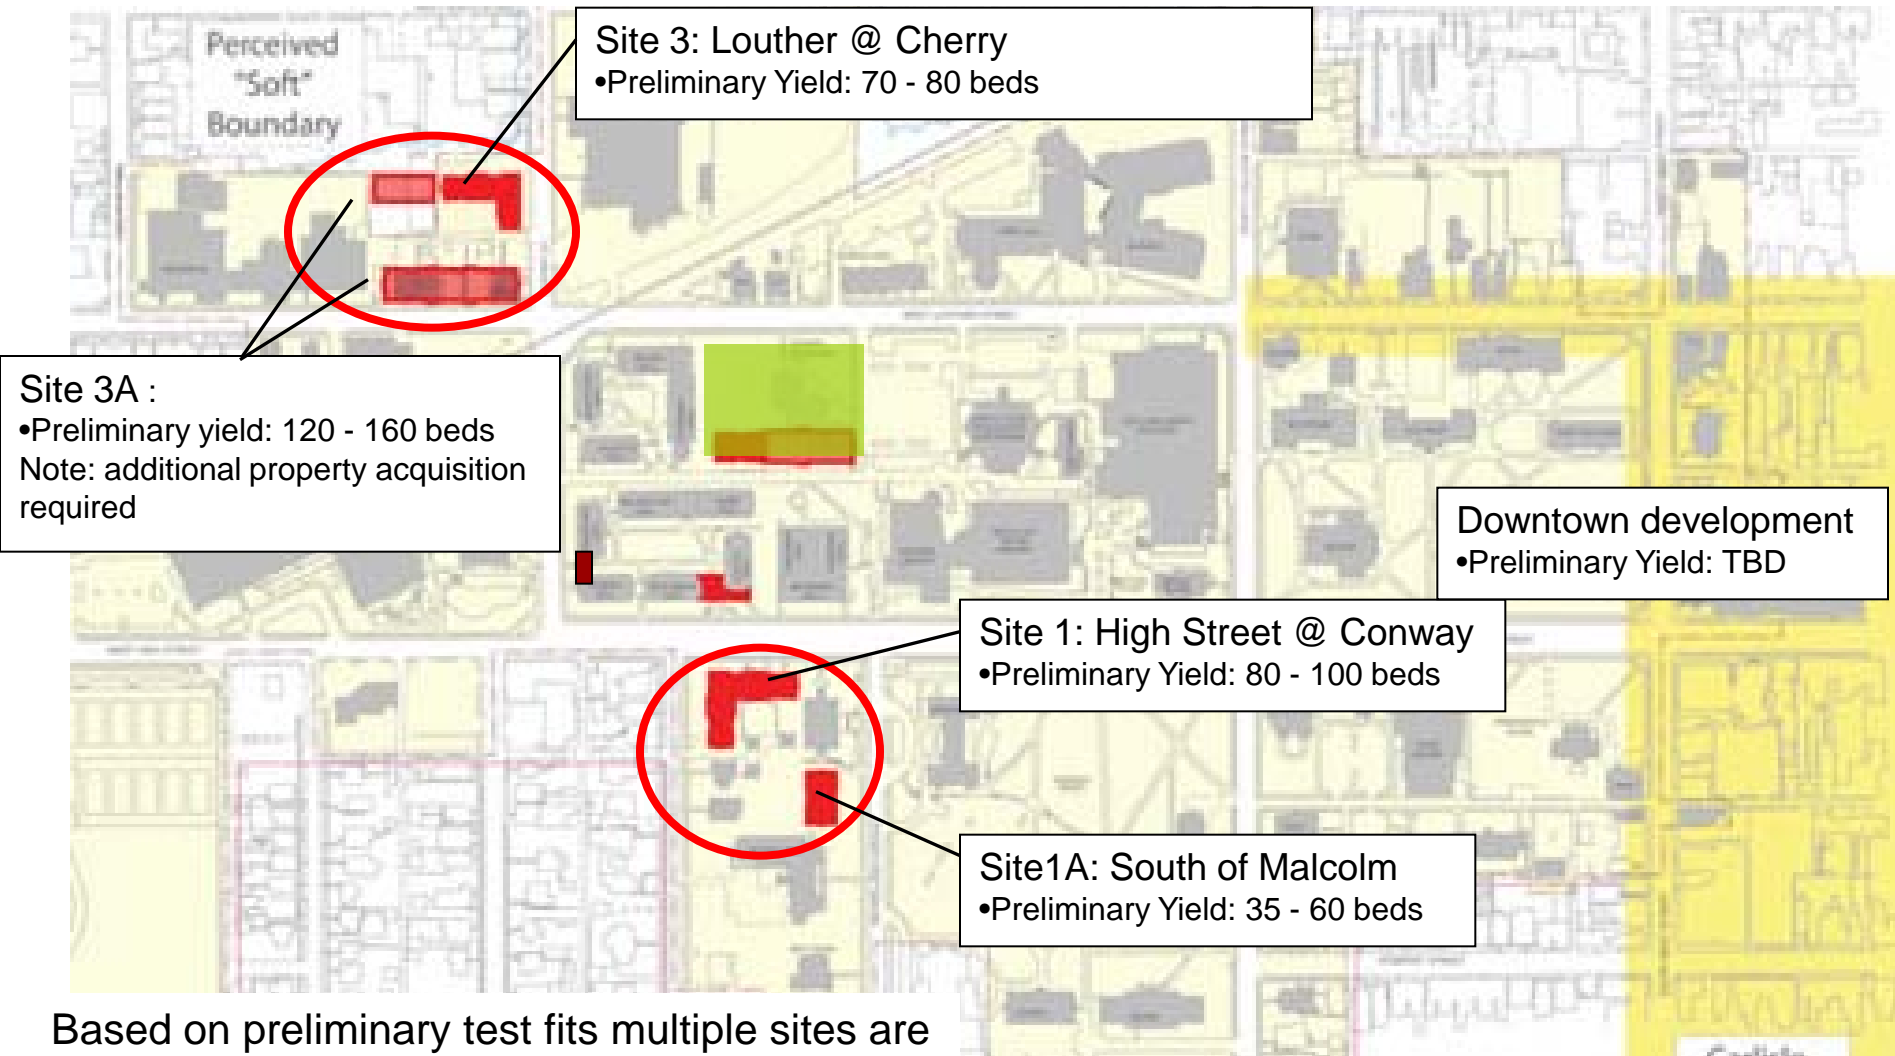 Perceived
"Soft"
Boundary
Site 3: Louther @ Cherry
•Preliminary Yield: 70 - 80 beds
Site 3A :
•Preliminary yield: 120 - 160 beds
Note: additional property acquisition
required
Downtown development
•Preliminary Yield: TBD
Site 1: High Street @ Conway
•Preliminary Yield: 80 - 100 beds
Site1A: South of Malcolm
•Preliminary Yield: 35 - 60 beds
Based on preliminary test fits multiple sites are
Carlisle